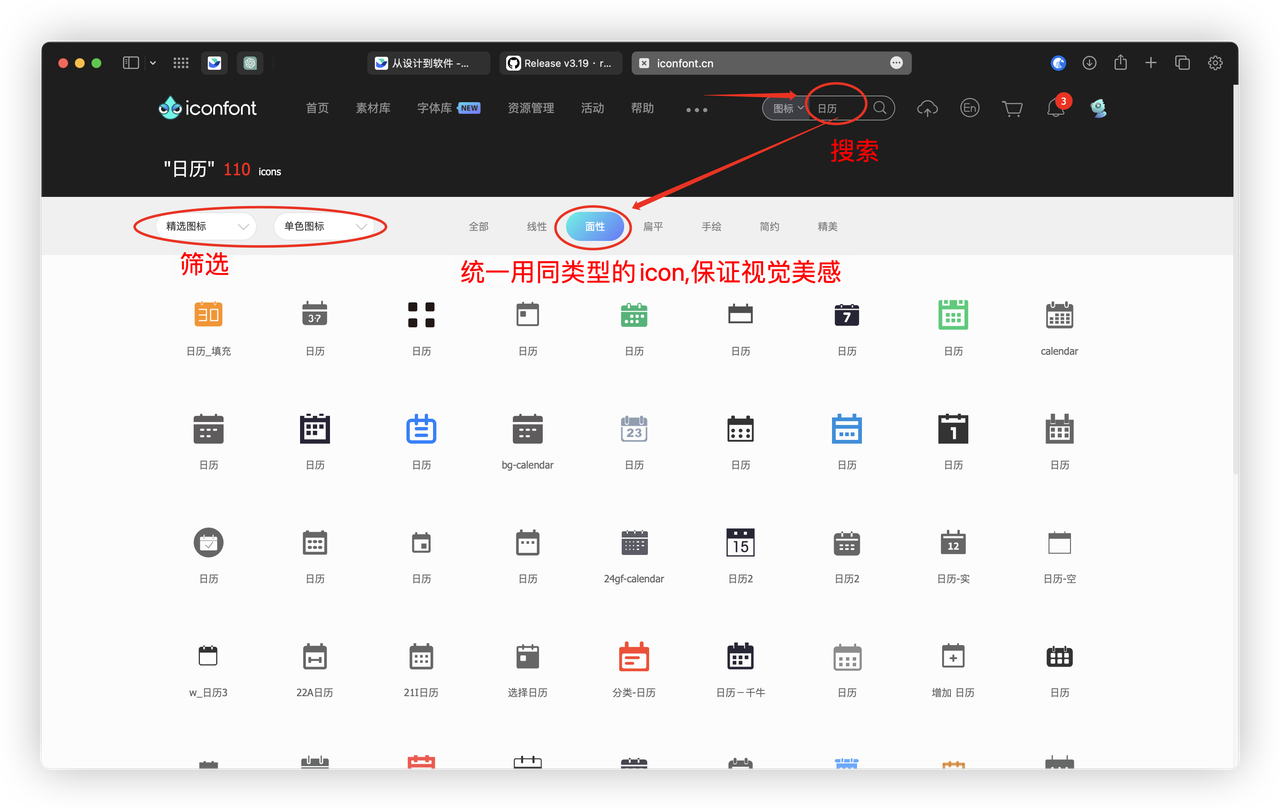 从设计到软件 -...
Release v3.19 · r...
iconfont.cn
iconfont
首页
素材库
字体库 NEW
资源管理
活动
帮助
图标
日历
En
3
搜索
"日历" 110 icons
精选图标
单色图标
全部
线性
面性
扁平
手绘
简约
精美
筛选
统一用同类型的icon,保证视觉美感
30
3·7
7
日历_填充
日历
日历
日历
日历
日历
日历
日历
calendar
23
1
日历
日历
日历
bg-calendar
日历
日历
日历
日历
日历
15
12
日历
日历
日历
日历
24gf-calendar
日历2
日历2
日历-实
日历-空
w_日历3
22A日历
21I日历
选择日历
分类-日历
日历－千牛
日历
增加 日历
日历